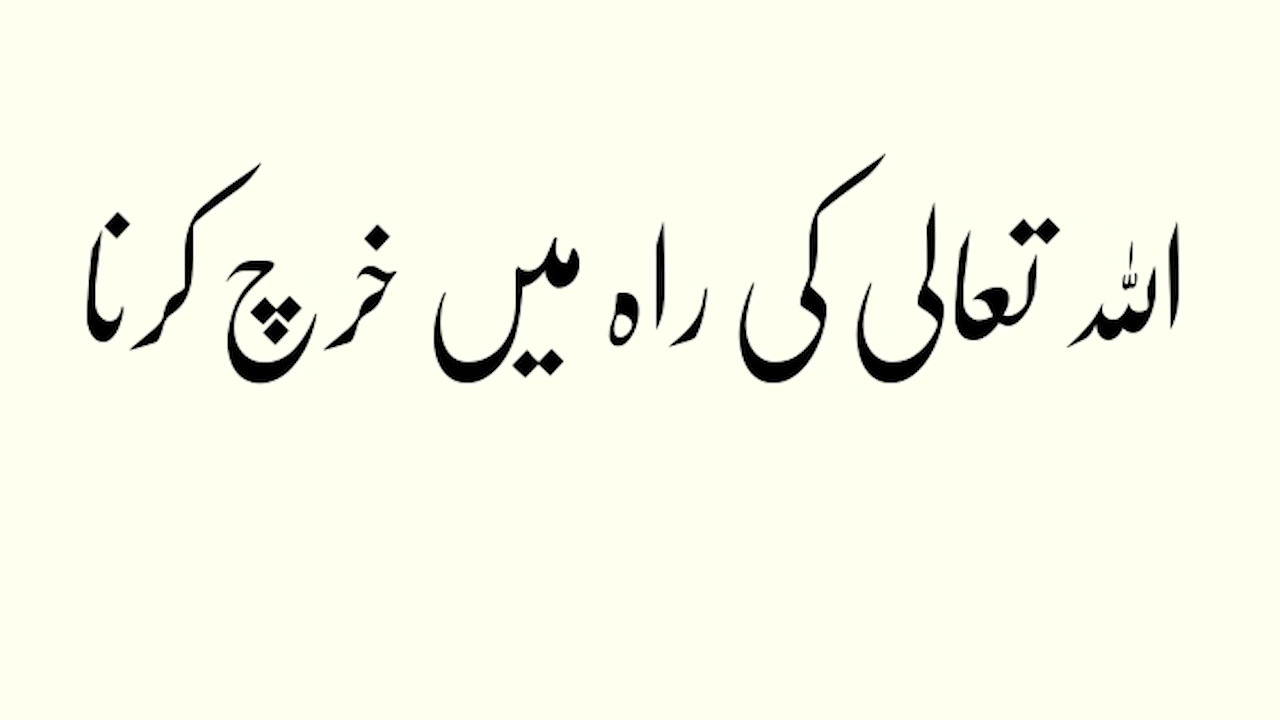 اللہ تعالی کی راہ میں خرچ کرنا